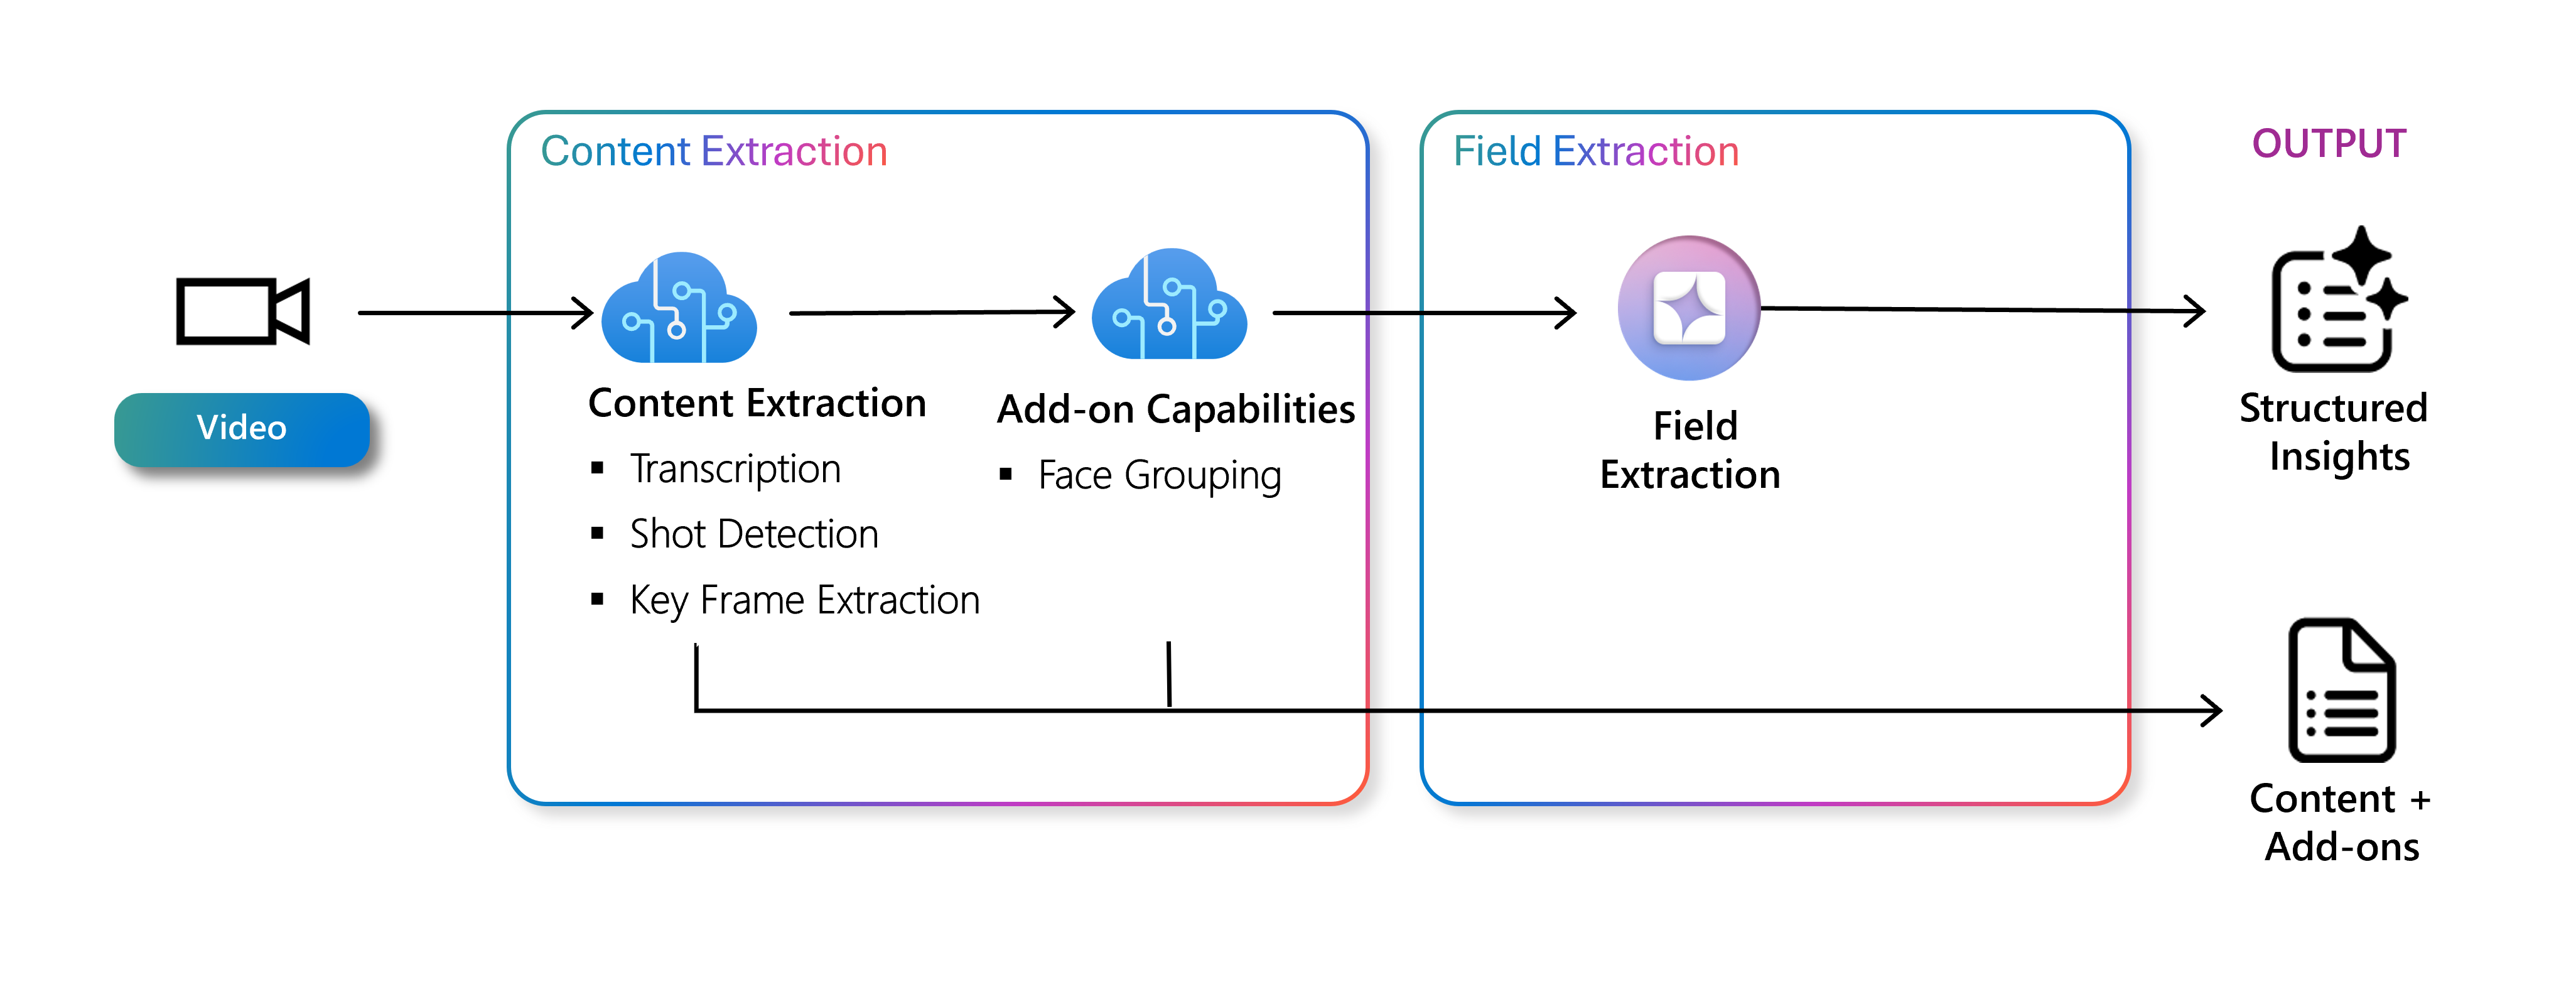 Content Extraction
Field Extraction
OUTPUT
Video
Content Extraction
▪ Transcription
▪ Shot Detection
▪ Key Frame Extraction
Add-on Capabilities
▪ Face Grouping
Field
Extraction
Structured
Insights
Content +
Add-ons